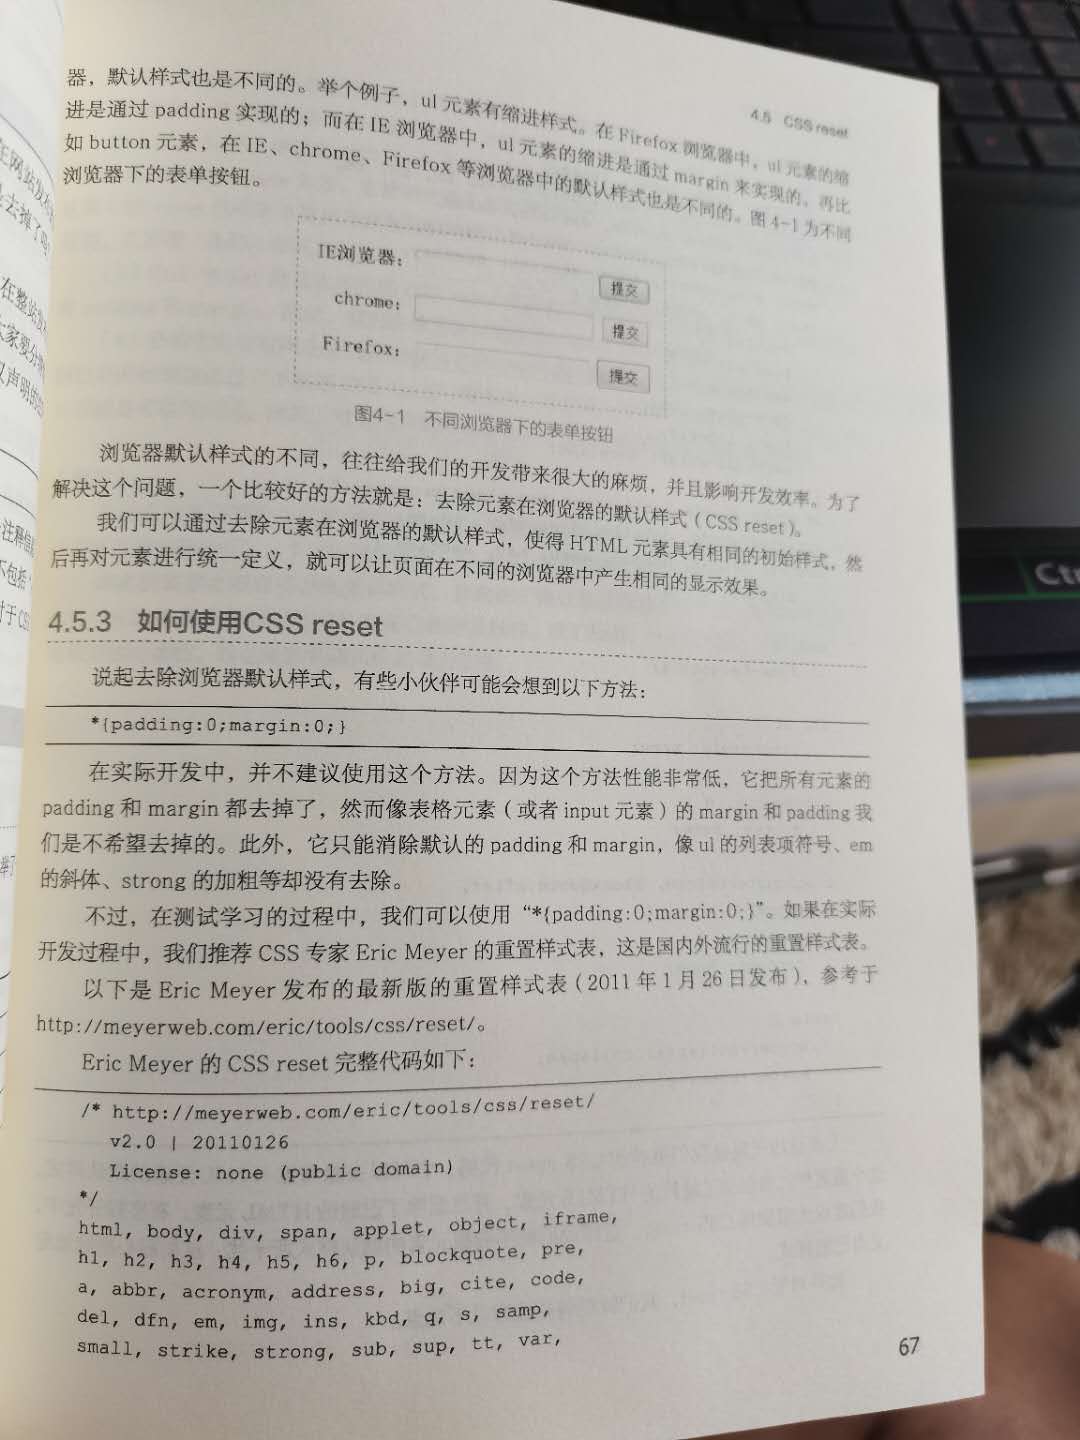 4.5 CSS reset
器，默认样式也是不同的。举个例子，ul 元素有缩进样式。在 Firefox 浏览器中，ul 元素的缩
进是通过 padding 实现的；而在 IE 浏览器中，ul 元素的缩进是通过 margin 来实现的。再比
如 button 元素，在 IE、chrome、Firefox 等浏览器中的默认样式也是不同的。图 4-1 为不同
浏览器下的表单按钮。
IE浏览器： 提交
chrome： 提交
Firefox： 提交
图4-1 不同浏览器下的表单按钮
浏览器默认样式的不同，往往给我们的开发带来很大的麻烦，并且影响开发效率。为了
解决这个问题，一个比较好的方法就是：去除元素在浏览器的默认样式（CSS reset）。
我们可以通过去除元素在浏览器的默认样式，使得 HTML 元素具有相同的初始样式，然
后再对元素进行统一定义，就可以让页面在不同的浏览器中产生相同的显示效果。
4.5.3 如何使用CSS reset
说起去除浏览器默认样式，有些小伙伴可能会想到以下方法：
*{padding:0;margin:0;}
在实际开发中，并不建议使用这个方法。因为这个方法性能非常低，它把所有元素的
padding 和 margin 都去掉了，然而像表格元素（或者 input 元素）的 margin 和 padding 我
们是不希望去掉的。此外，它只能消除默认的 padding 和 margin，像 ul 的列表项符号、em
的斜体、strong 的加粗等却没有去除。
不过，在测试学习的过程中，我们可以使用“*{padding:0;margin:0;}”。如果在实际
开发过程中，我们推荐 CSS 专家 Eric Meyer 的重置样式表，这是国内外流行的重置样式表。
以下是 Eric Meyer 发布的最新版的重置样式表（2011 年 1 月 26 日发布），参考于
http://meyerweb.com/eric/tools/css/reset/。
Eric Meyer 的 CSS reset 完整代码如下：
/* http://meyerweb.com/eric/tools/css/reset/
v2.0 | 20110126
License: none (public domain)
*/
html, body, div, span, applet, object, iframe,
h1, h2, h3, h4, h5, h6, p, blockquote, pre,
a, abbr, acronym, address, big, cite, code,
del, dfn, em, img, ins, kbd, q, s, samp,
small, strike, strong, sub, sup, tt, var,
67